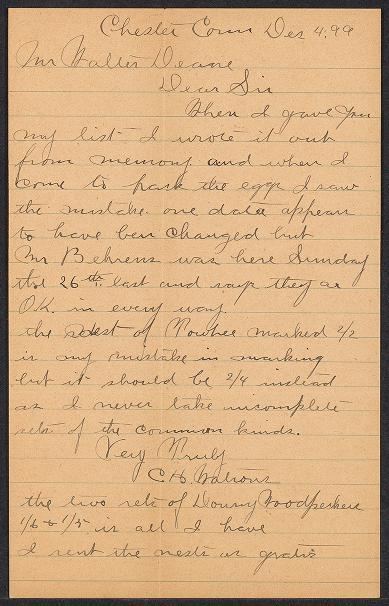 Chester Conn Dec 4, 99
Mr Walter Deane
Dear Sir
When I gave you
my list I wrote it out
from memory and when I
come to pack the eggs I saw
the mistake. one data appears
to have ben changed but
Mr Behrens was here Sunday
the 26 th. last and says they are
O.K. in every way.
the set of Towhee marked 2/2
is my mistake in marking
but it should be 2/4 instead
as I never take incomplete
sets of the common kinds.
Very Truly
C H Watrous
the two sets of Downy Woodpeckers
1/6 & 1/5 is all I have
I sent the nests as gratis